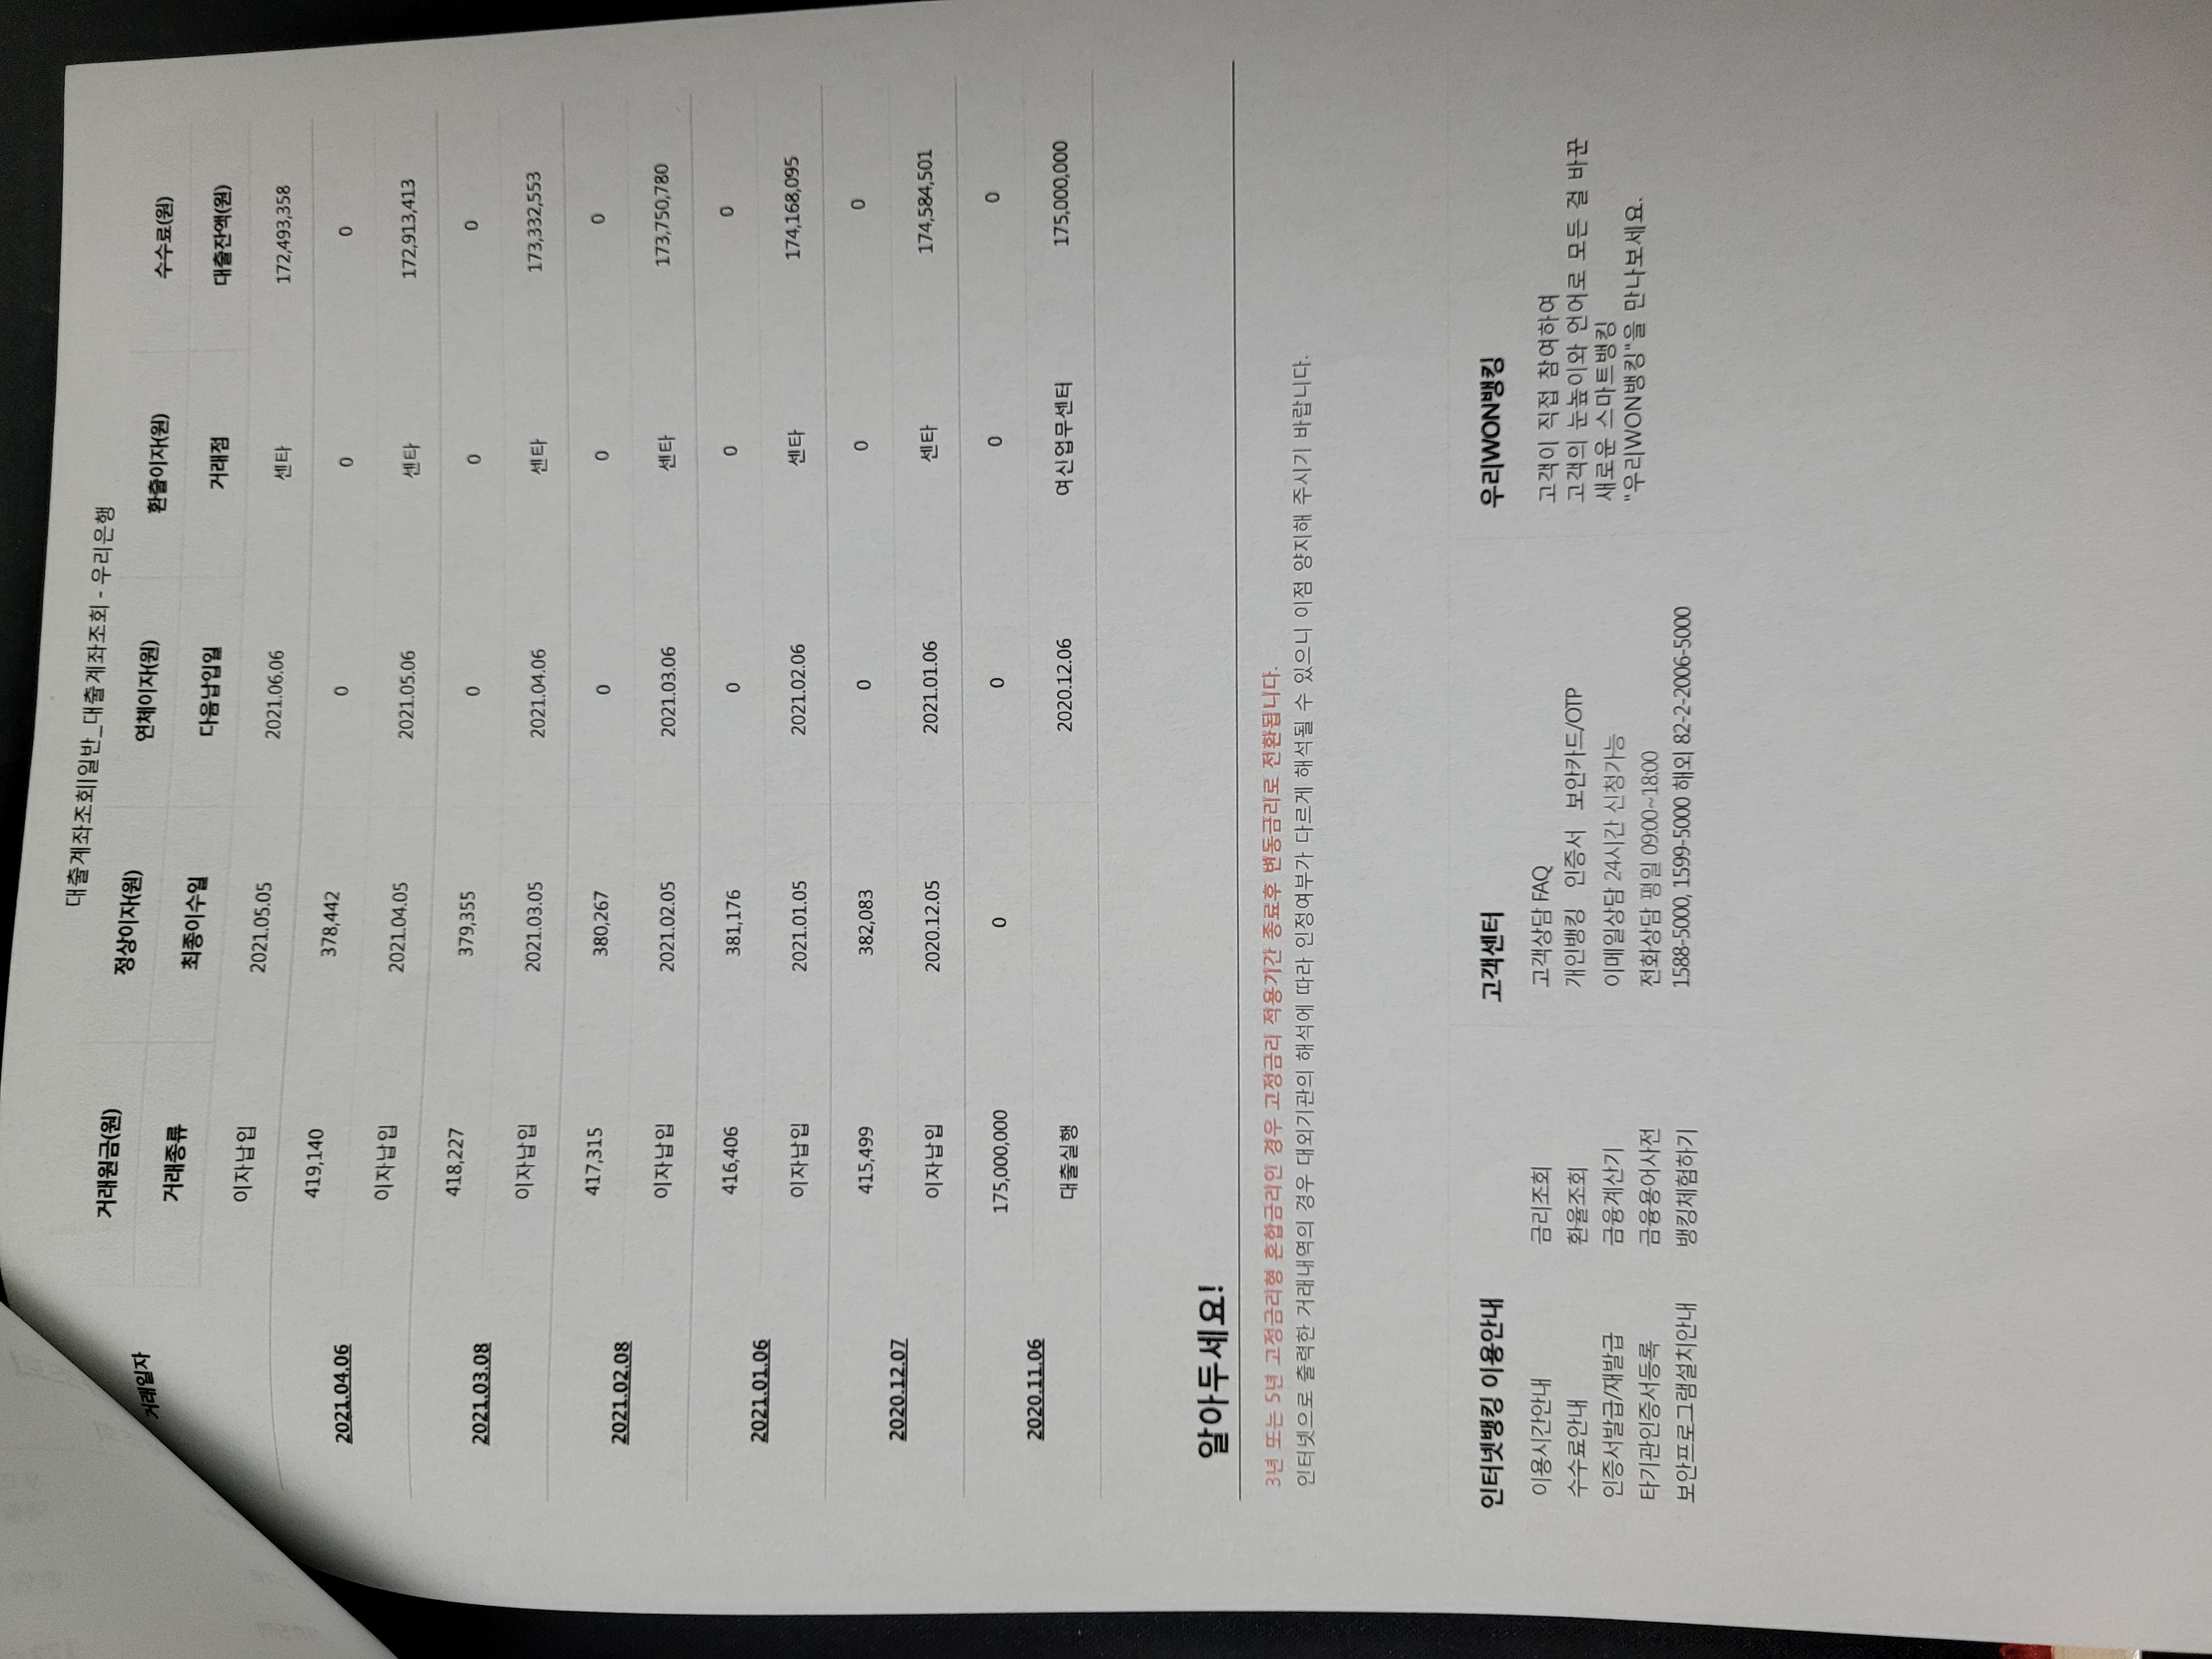 대출계좌조회|일반_대출계좌조회 - 우리은행
거래일자 거래원금(원) 정상이자(원) 연체이자(원) 환출이자(원) 수수료(원)
거래종류 최종이수일 다음납입일 거래점 대출잔액(원)
이자납입 2021.05.05 2021.06.06 센타 172,493,358
2021.04.06 419,140 378,442 0 0 0
이자납입 2021.04.05 2021.05.06 센타 172,913,413
2021.03.08 418,227 379,355 0 0 0
이자납입 2021.03.05 2021.04.06 센타 173,332,553
2021.02.08 417,315 380,267 0 0 0
이자납입 2021.02.05 2021.03.06 센타 173,750,780
2021.01.06 416,406 381,176 0 0 0
이자납입 2021.01.05 2021.02.06 센타 174,168,095
2020.12.07 415,499 382,083 0 0 0
이자납입 2020.12.05 2021.01.06 센타 174,584,501
2020.11.06 175,000,000 0 0 0 0
대출실행 2020.12.06 여신업무센터 175,000,000
알아두세요!
3년 또는 5년 고정금리형 혼합금리인 경우 고정금리 적용기간 종료후 변동금리로 전환됩니다.
인터넷으로 출력한 거래내역의 경우 대외기관의 해석에 따라 인정여부가 다르게 해석될 수 있으니 이점 양지해 주시기 바랍니다.
인터넷뱅킹 이용안내
이용시간안내 금리조회
수수료안내 환율조회
인증서발급/재발급 금융계산기
타기관인증서등록 금융용어사전
보안프로그램설치안내 뱅킹체험하기
고객센터
고객상담 FAQ
개인뱅킹 인증서 보안카드/OTP
이메일상담 24시간 신청가능
전화상담 평일 09:00~18:00
1588-5000, 1599-5000 해외 82-2-2006-5000
우리WON뱅킹
고객이 직접 참여하여
고객의 눈높이와 언어로 모든 걸 바꾼
새로운 스마트뱅킹
"우리WON뱅킹"을 만나보세요.